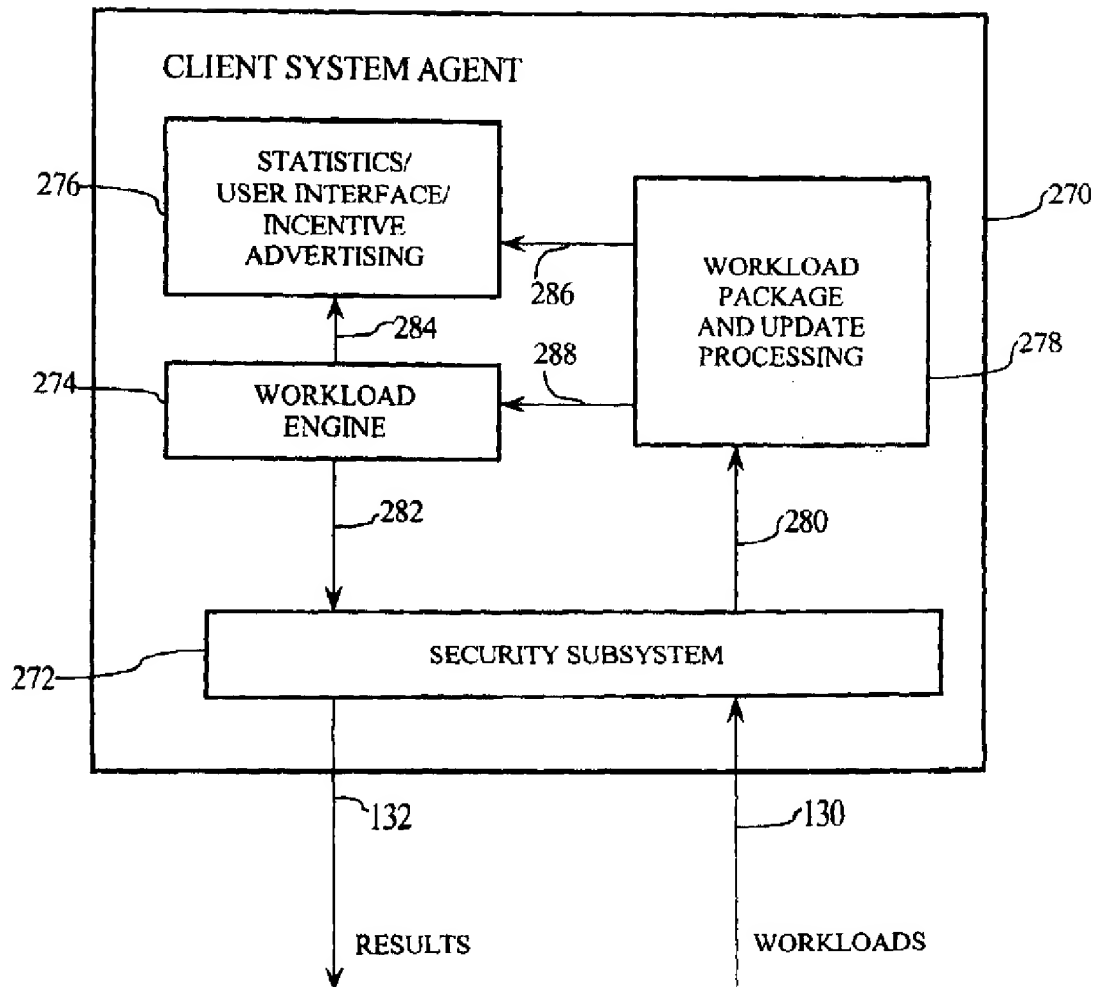 CLIENT SYSTEM AGENT
STATISTICS/
USER INTERFACE/
INCENTIVE
ADVERTISING
276
270
WORKLOAD
PACKAGE
AND UPDATE
PROCESSING
286
284
288
278
274
WORKLOAD
ENGINE
282
280
SECURITY SUBSYSTEM
272
132
130
RESULTS
WORKLOADS